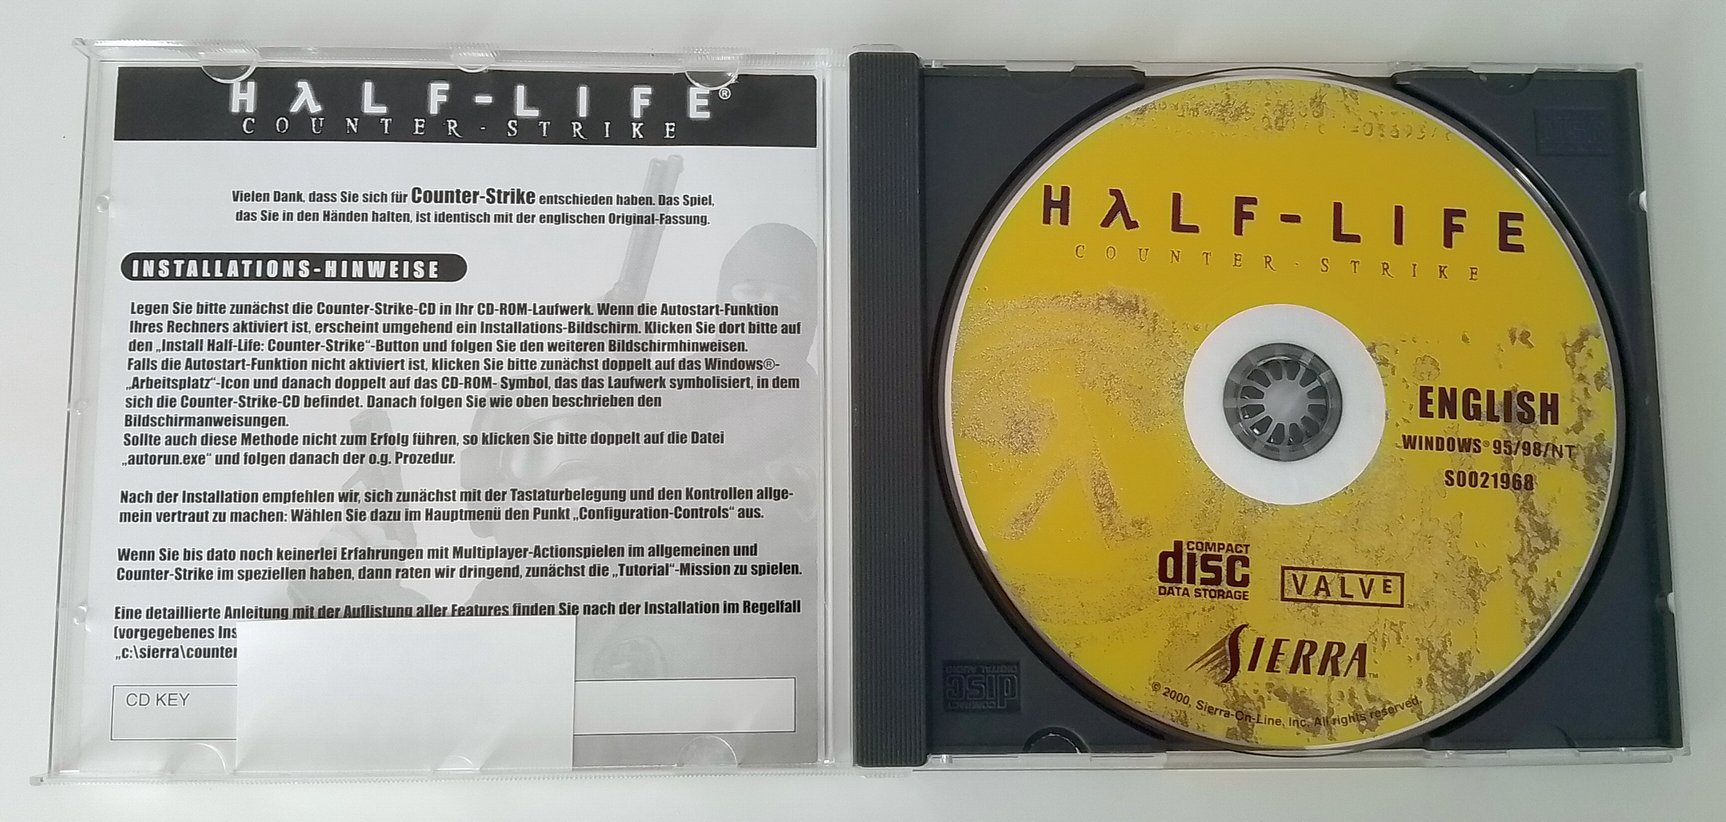 HλLF-LIFE®
COUNTER-STRIKE
Vielen Dank, dass Sie sich für Counter-Strike entschieden haben. Das Spiel,
das Sie in den Händen halten, ist identisch mit der englischen Original-Fassung.
INSTALLATIONS-HINWEISE
Legen Sie bitte zunächst die Counter-Strike-CD in Ihr CD-ROM-Laufwerk. Wenn die Autostart-Funktion
Ihres Rechners aktiviert ist, erscheint umgehend ein Installations-Bildschirm. Klicken Sie dort bitte auf
den „Install Half-Life: Counter-Strike“-Button und folgen Sie den weiteren Bildschirmhinweisen.
Falls die Autostart-Funktion nicht aktiviert ist, klicken Sie bitte zunächst doppelt auf das Windows®-
„Arbeitsplatz“-Icon und danach doppelt auf das CD-ROM- Symbol, das das Laufwerk symbolisiert, in dem
sich die Counter-Strike-CD befindet. Danach folgen Sie wie oben beschrieben den
Bildschirmanweisungen.
Sollte auch diese Methode nicht zum Erfolg führen, so klicken Sie bitte doppelt auf die Datei
„autorun.exe“ und folgen danach der o.g. Prozedur.
Nach der Installation empfehlen wir, sich zunächst mit der Tastaturbelegung und den Kontrollen allge-
mein vertraut zu machen: Wählen Sie dazu im Hauptmenü den Punkt „Configuration-Controls“ aus.
Wenn Sie bis dato noch keinerlei Erfahrungen mit Multiplayer-Actionspielen im allgemeinen und
Counter-Strike im speziellen haben, dann raten wir dringend, zunächst die „Tutorial“-Mission zu spielen.
Eine detaillierte Anleitung mit der Auflistung aller Features finden Sie nach der Installation im Regelfall
(vorgegebenes Ins
„c:\sierra\counter
CD KEY
HλLF-LIFE
COUNTER-STRIKE
ENGLISH
WINDOWS® 95/98/NT
S0021968
COMPACT
disc
DATA STORAGE
VALVE
SIERRA™
© 2000, Sierra-On-Line, Inc. All rights reserved.
COMPACT
disc
DIGITAL AUDIO